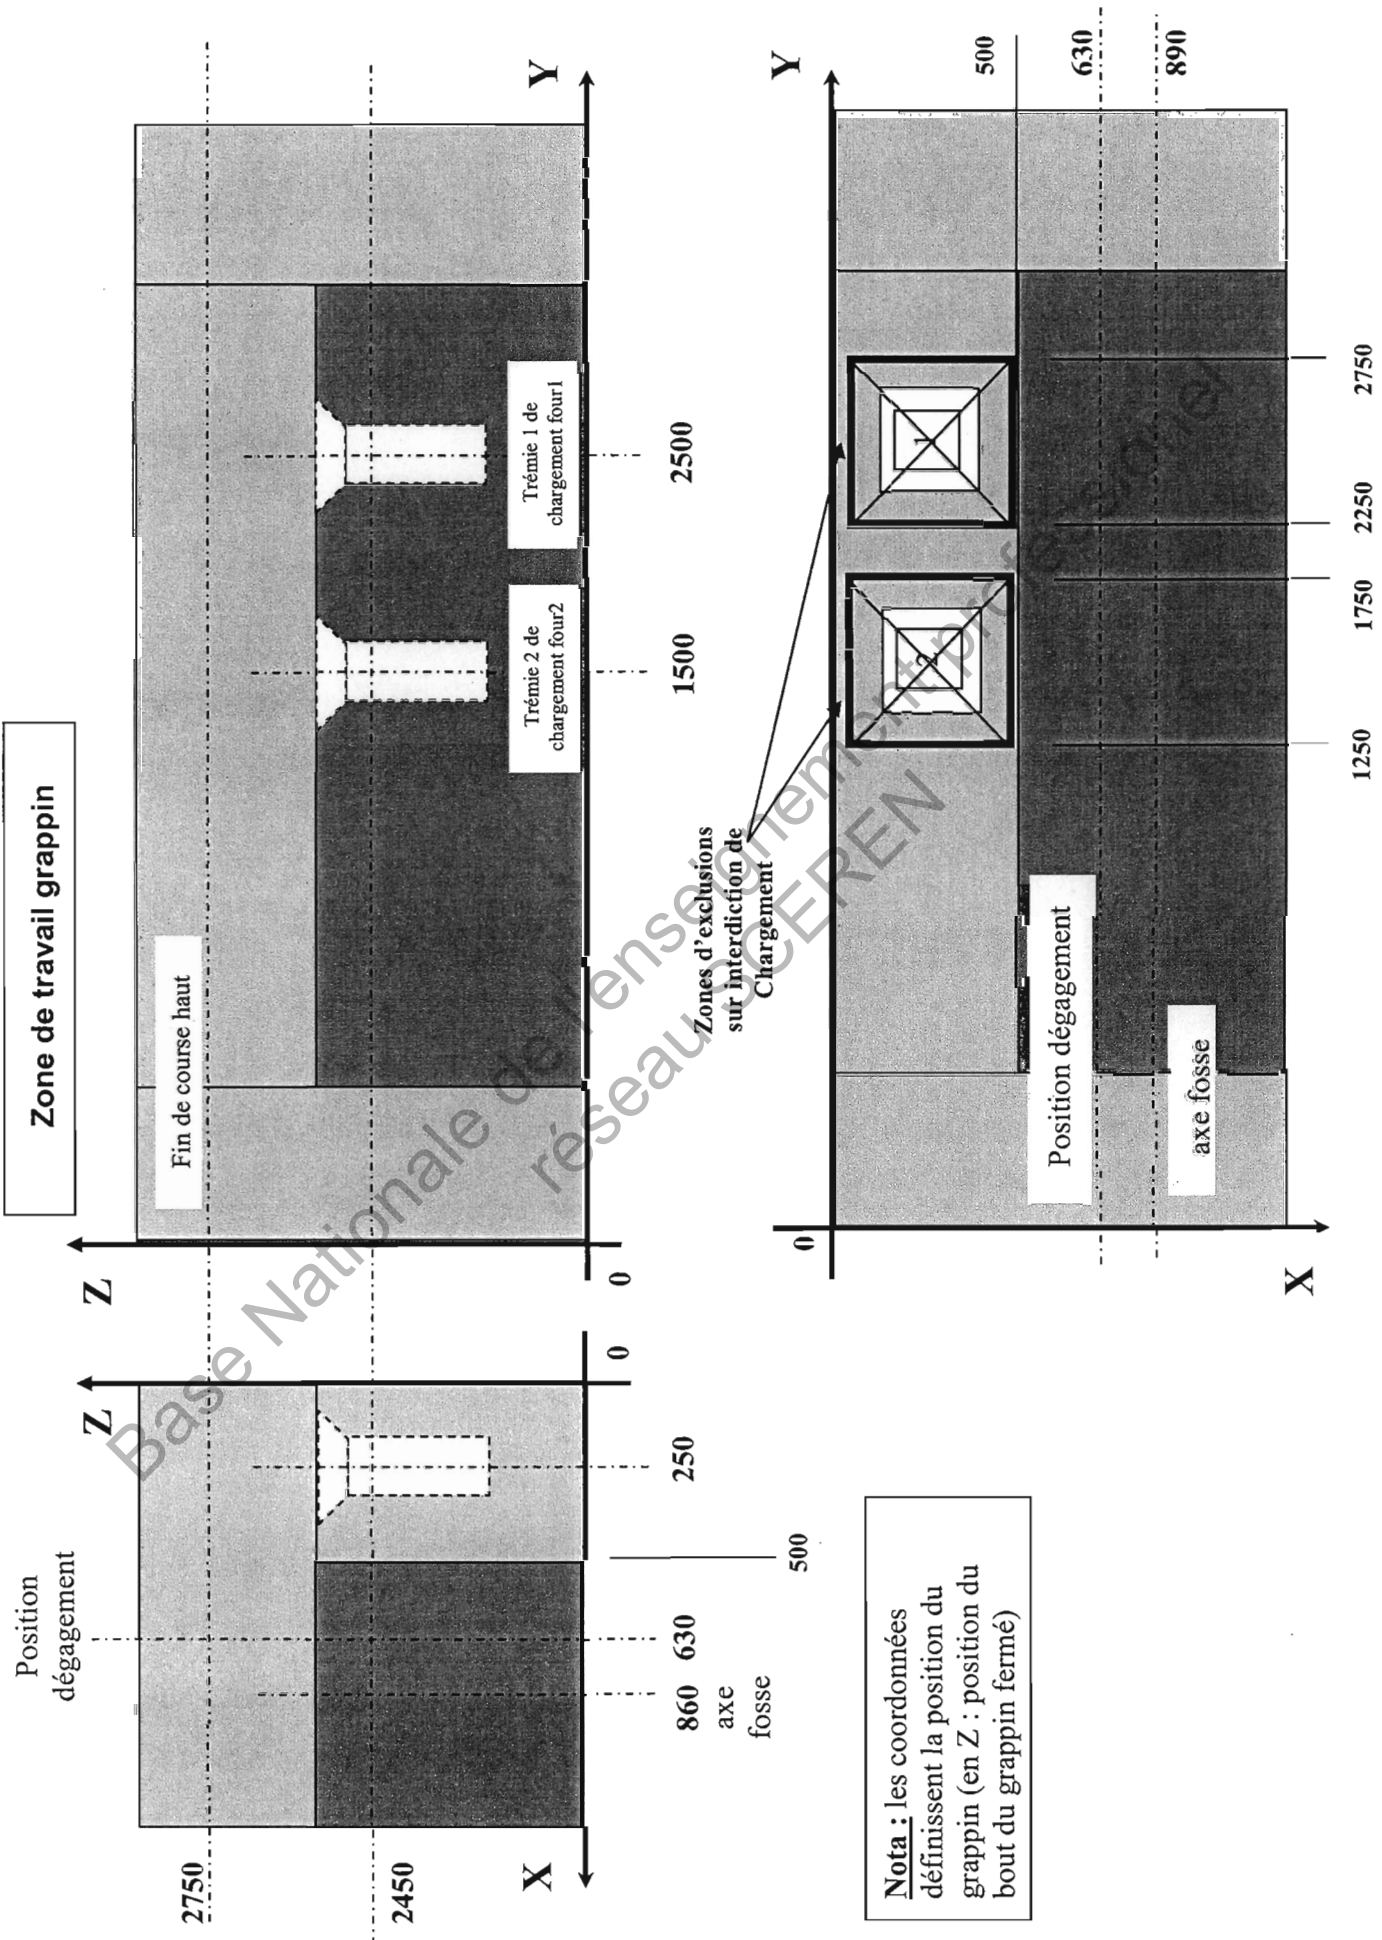 Zone de travail grappin
Position
dégagement
Z
Z
Fin de course haut
2750
2450
X
860
630
axe
fosse
500
250
0
0
Trémie 2 de
chargement four2
Trémie 1 de
chargement four1
1500
2500
Y
Nota : les coordonnées
définissent la position du
grappin (en Z : position du
bout du grappin fermé)
Zones d'exclusions
sur interdiction de
Chargement
0
Y
X
2
1
Position dégagement
axe fosse
500
630
890
1250
1750
2250
2750
Base Nationale de l'enseignement professionnel
réseau SCEREN